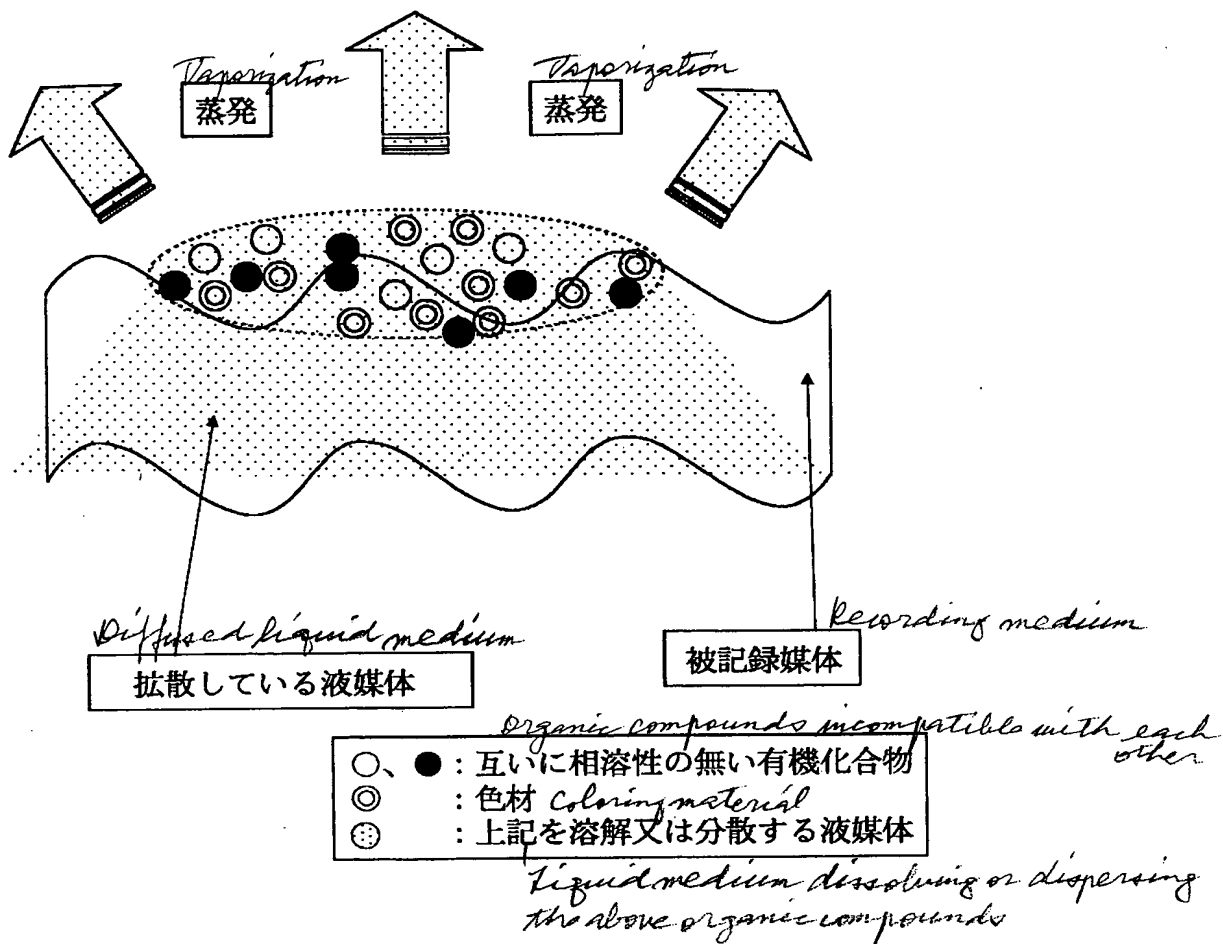 Vaporization
蒸発
Vaporization
蒸発
Diffused liquid medium
拡散している液媒体
Recording medium
被記録媒体
Organic compounds incompatible with each
other
○、●：互いに相溶性の無い有機化合物
◎：色材 Coloring material
：上記を溶解又は分散する液媒体
Liquid medium dissolving or dispersing
the above organic compounds